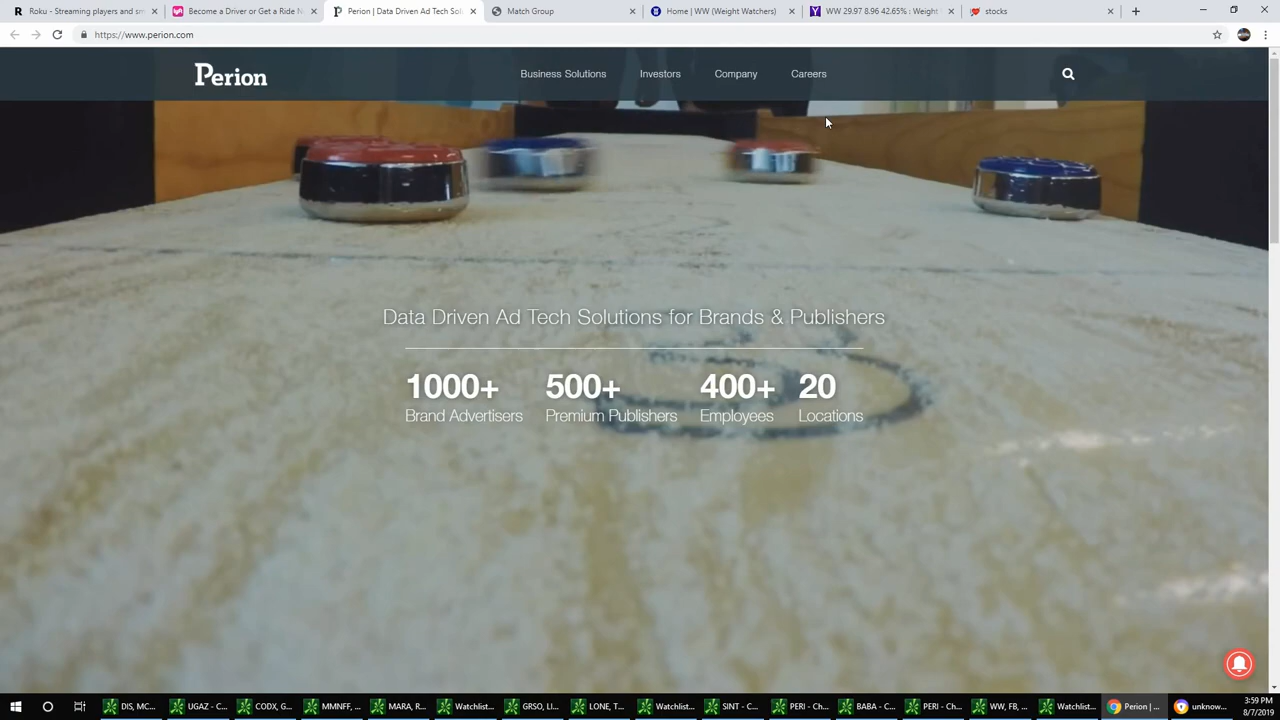 Roku - Streaming players and sm
Become a Driver or Get a Ride N
Perion | Data Driven Ad Tech Sol
Match Group
Home | WW (Weight Watchers)
WW 29.97 8.96 42.65% : Weight
stocks
https://www.perion.com
Perion
Business Solutions
Investors
Company
Careers
Data Driven Ad Tech Solutions for Brands & Publishers
1000+
Brand Advertisers
500+
Premium Publishers
400+
Employees
20
Locations
DIS, MC...
UGAZ - C...
CODX, G...
MMNFF, ...
MARA, R...
Watchlist...
GRSO, LI...
LONE, T...
Watchlist...
SINT - Ch...
PERI - Ch...
BABA - C...
PERI - Ch...
WW, FB, ...
Watchlist...
Perion | ...
unknow...
3:59 PM
8/7/2019